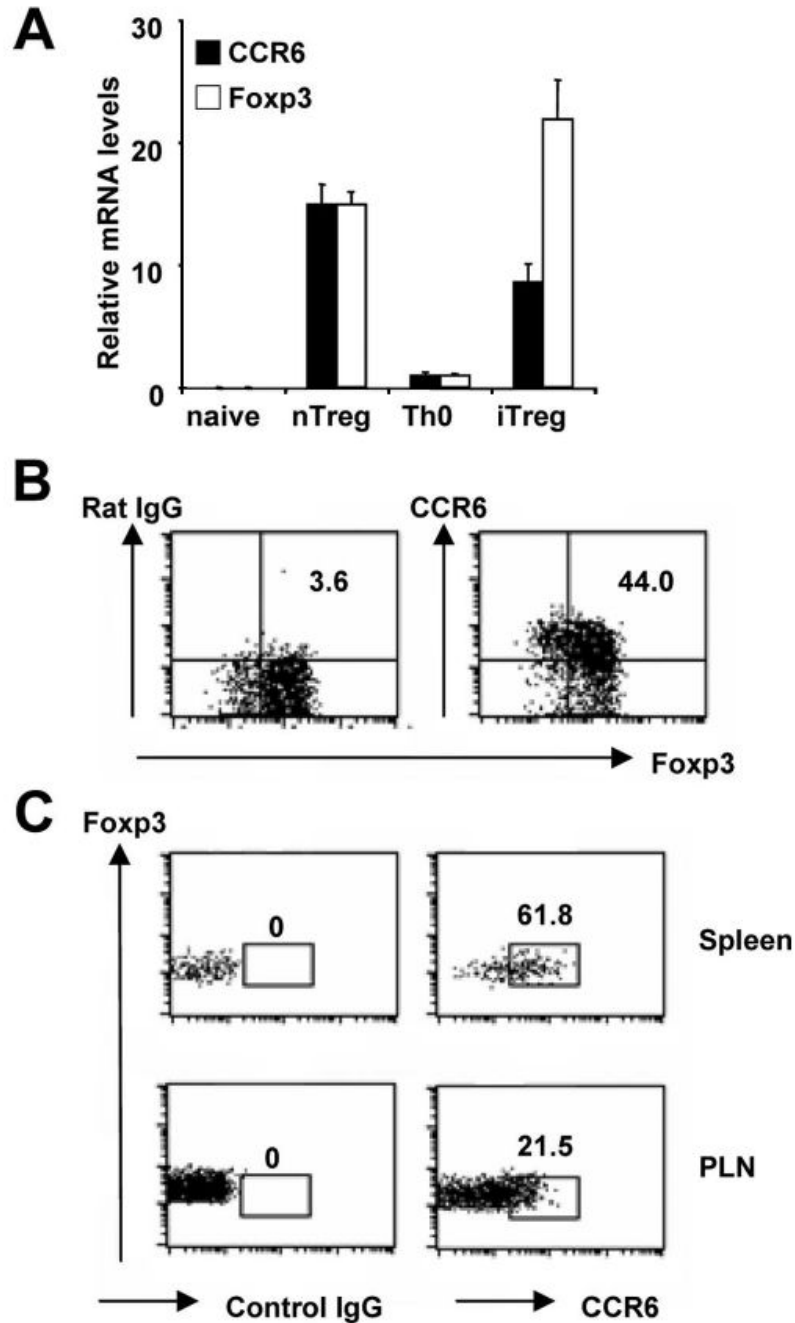 A
30
20
10
0
Relative mRNA levels
CCR6
Foxp3
naive nTreg Th0 iTreg
B
Rat IgG CCR6
3.6 44.0
Foxp3
C
Foxp3
0 61.8
Spleen
0 21.5
PLN
Control IgG CCR6